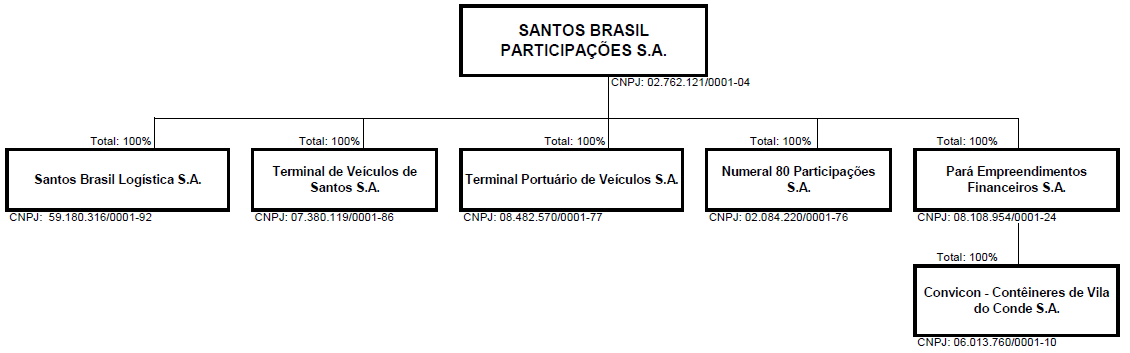 SANTOS BRASIL
PARTICIPAÇÕES S.A.
CNPJ: 02.762.121/0001-04
Total: 100%
Santos Brasil Logística S.A.
CNPJ: 59.180.316/0001-92
Total: 100%
Terminal de Veículos de
Santos S.A.
CNPJ: 07.380.119/0001-86
Total: 100%
Terminal Portuário de Veículos S.A.
CNPJ: 08.482.570/0001-77
Total: 100%
Numeral 80 Participações
S.A.
CNPJ: 02.084.220/0001-76
Total: 100%
Pará Empreendimentos
Financeiros S.A.
CNPJ: 08.108.954/0001-24
Total: 100%
Convicon - Contêineres de Vila
do Conde S.A.
CNPJ: 06.013.760/0001-10